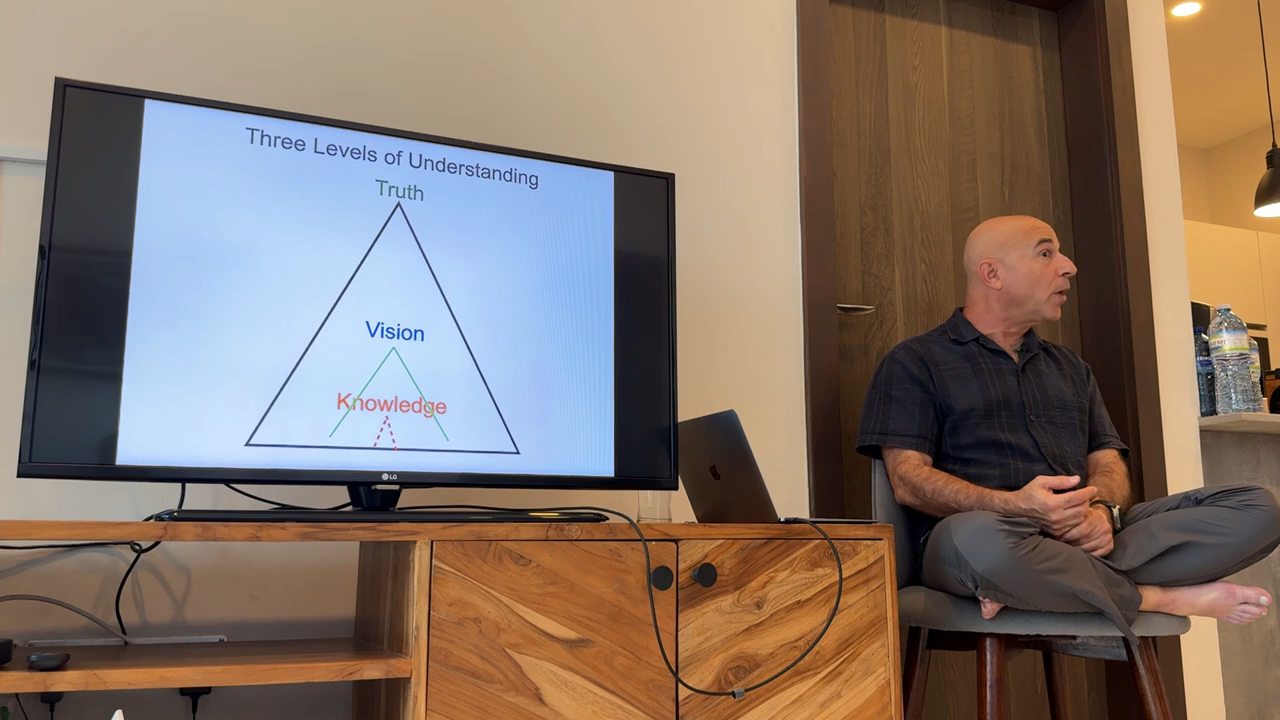 Three Levels of Understanding
Truth
Vision
Knowledge
LG